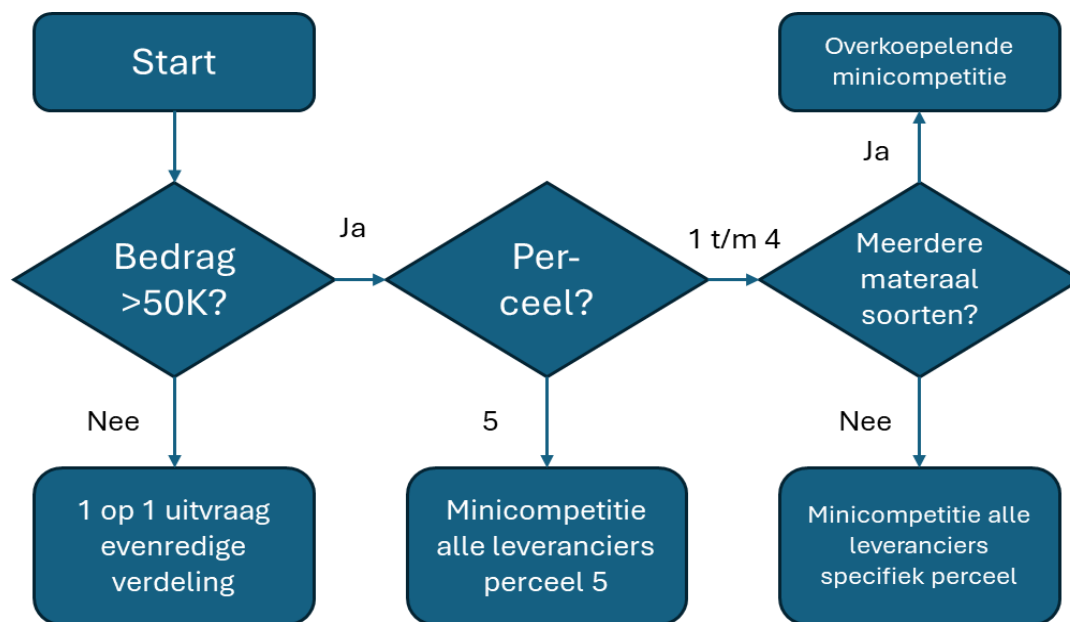 Start
Overkoepelende
minicompetitie
Ja
Bedrag
>50K?
Ja
Per-
ceel?
1 t/m 4
Meerdere
materaal
soorten?
Nee
5
Nee
1 op 1 uitvraag
evenredige
verdeling
Minicompetitie
alle leveranciers
perceel 5
Minicompetitie alle
leveranciers
specifiek perceel